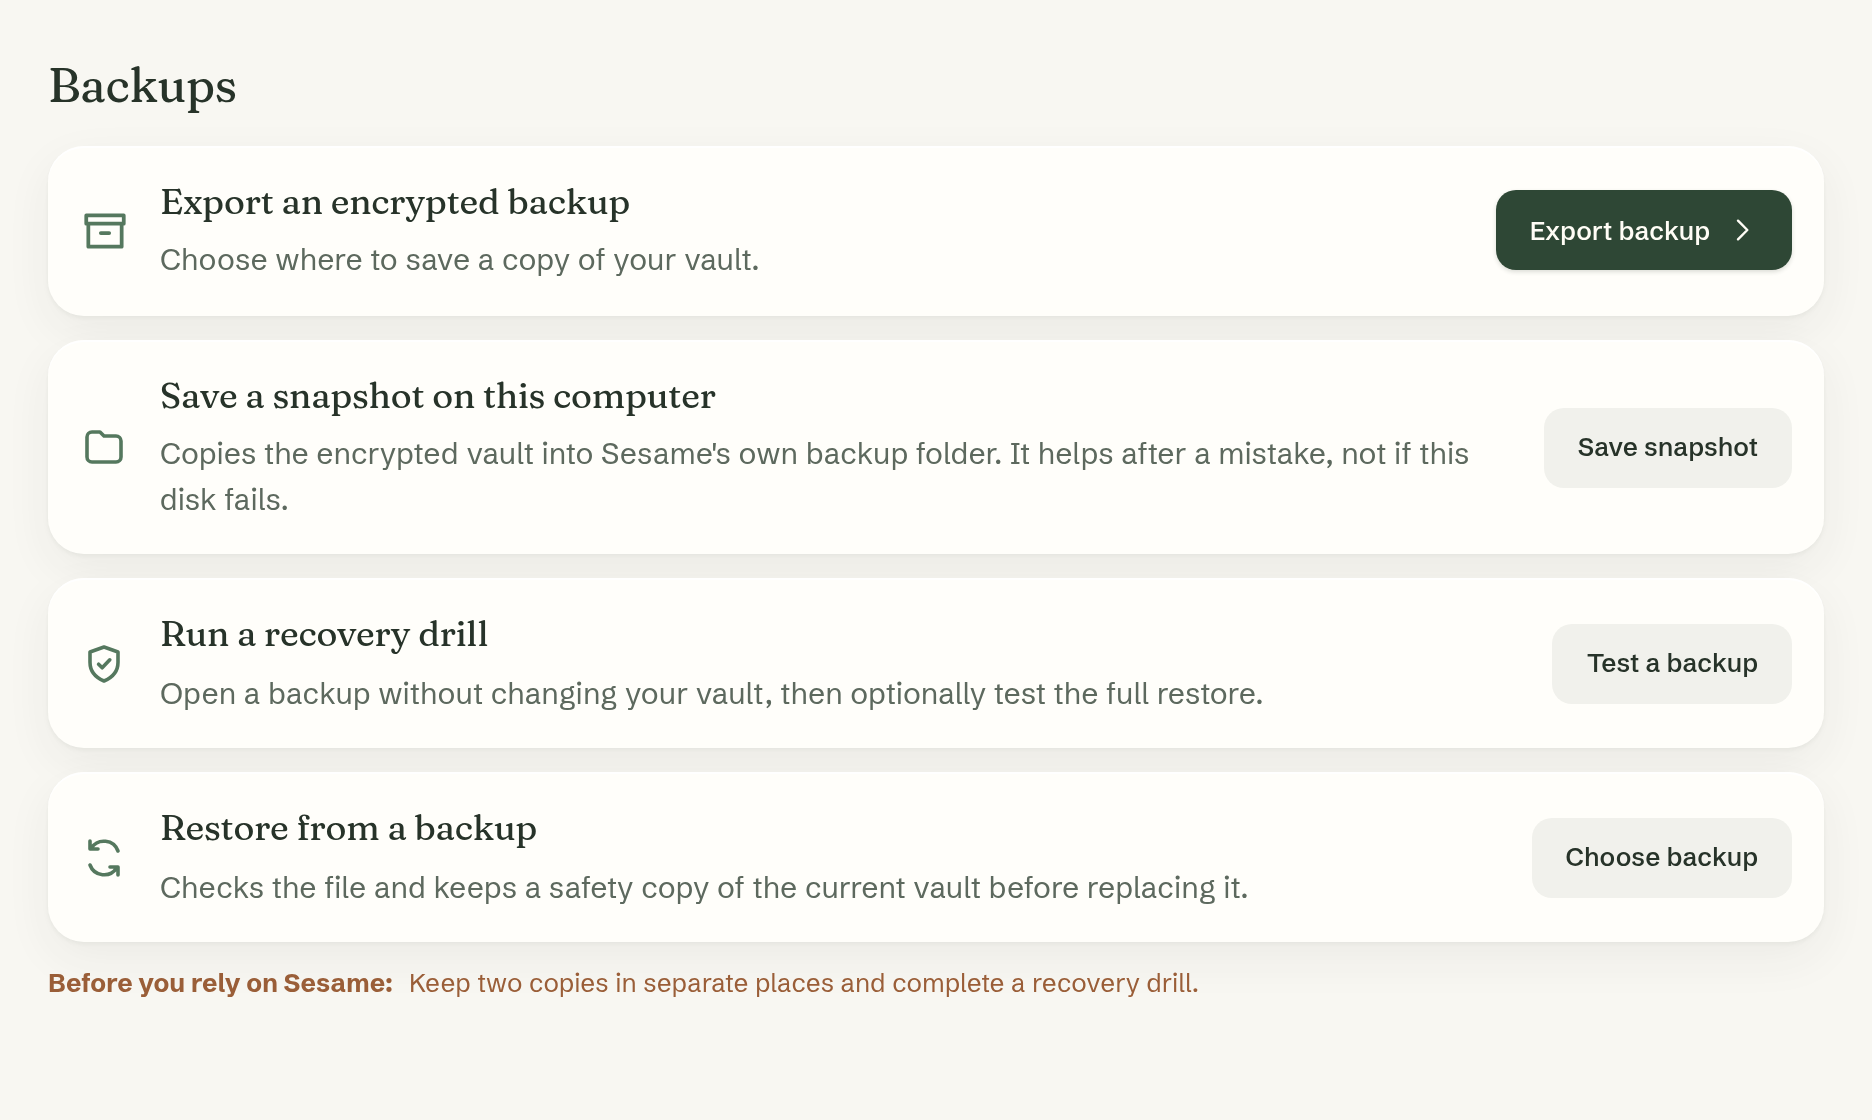 Backups
Export an encrypted backup
Choose where to save a copy of your vault.
Export backup
Save a snapshot on this computer
Copies the encrypted vault into Sesame's own backup folder. It helps after a mistake, not if this
disk fails.
Save snapshot
Run a recovery drill
Open a backup without changing your vault, then optionally test the full restore.
Test a backup
Restore from a backup
Checks the file and keeps a safety copy of the current vault before replacing it.
Choose backup
Before you rely on Sesame: Keep two copies in separate places and complete a recovery drill.